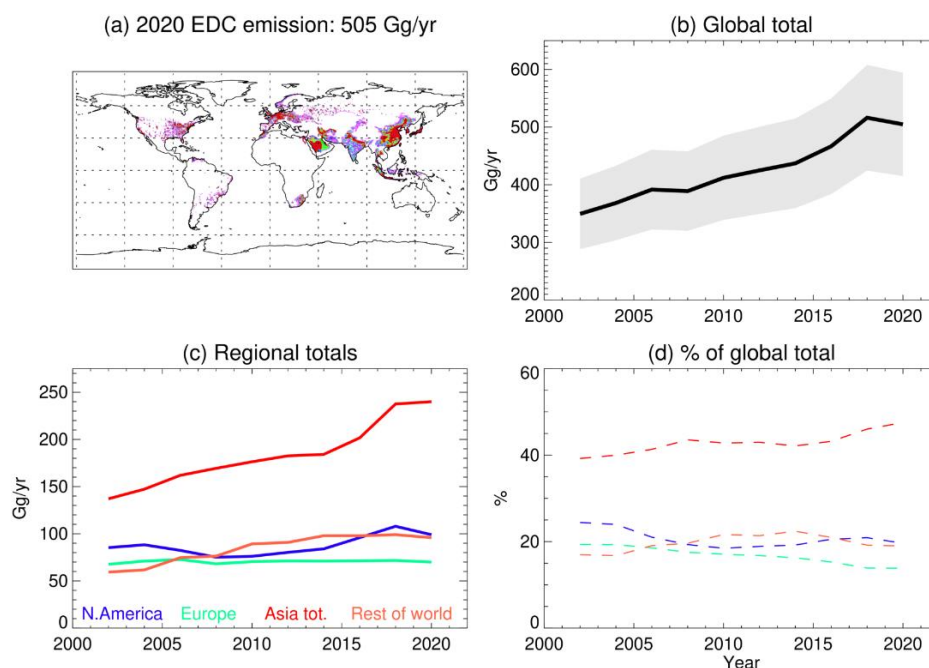 (a) 2020 EDC emission: 505 Gg/yr
(b) Global total
600
500
400
300
200
Gg/yr
2000 2005 2010 2015 2020
(c) Regional totals
250
200
150
100
50
0
Gg/yr
N.America Europe Asia tot. Rest of world
2000 2005 2010 2015 2020
(d) % of global total
60
40
20
0
%
2000 2005 2010 2015 2020
Year